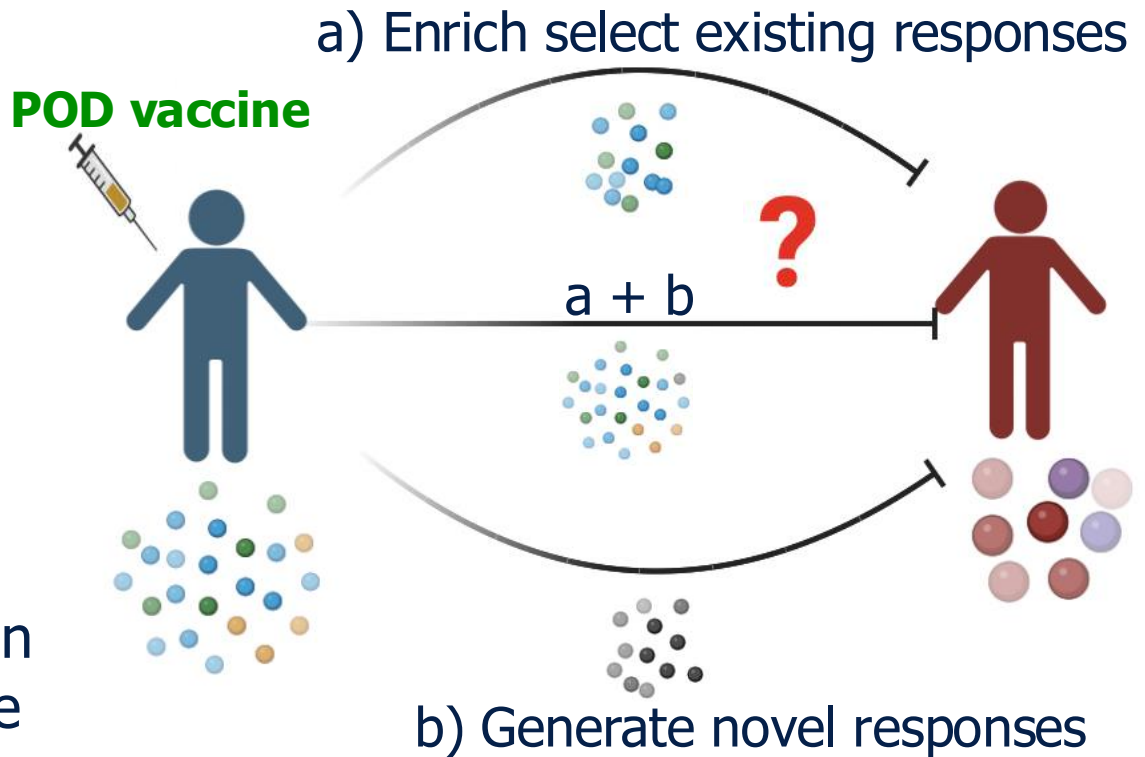 a) Enrich select existing responses
POD vaccine
?
a + b
n
e
b) Generate novel responses